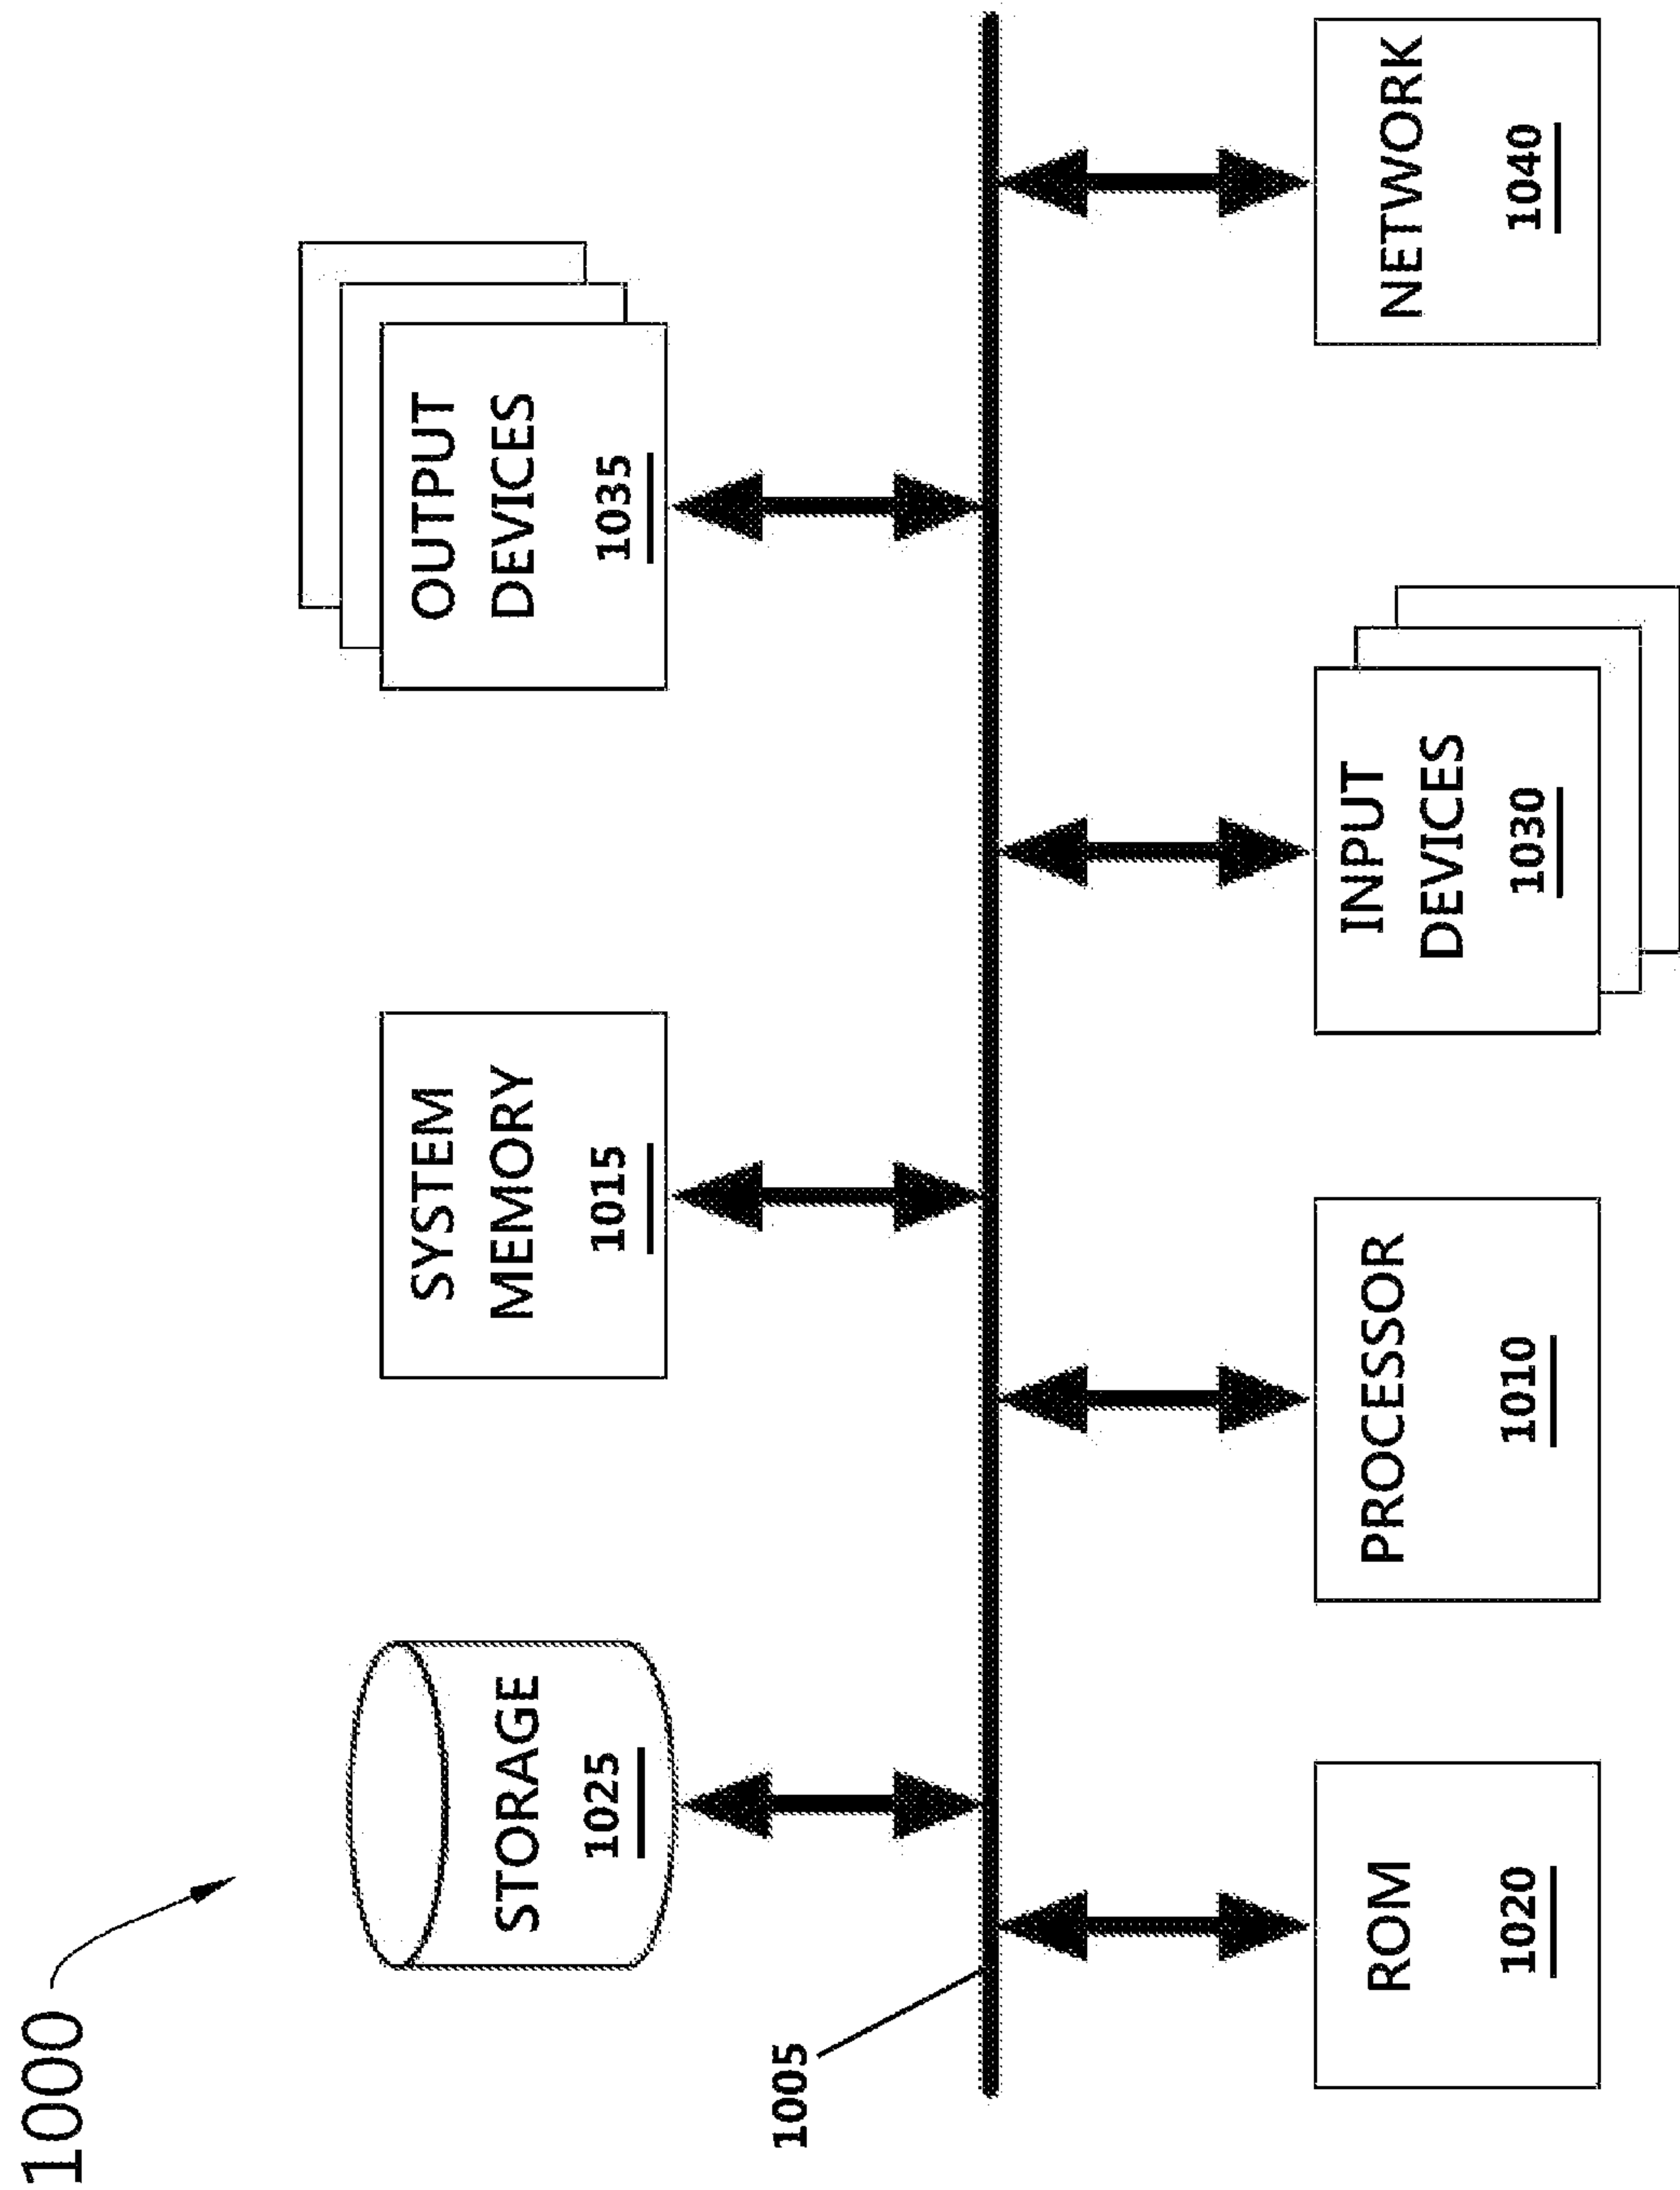 1000
STORAGE
1025
SYSTEM
MEMORY
1015
OUTPUT
DEVICES
1035
1005
ROM
1020
PROCESSOR
1010
INPUT
DEVICES
1030
NETWORK
1040